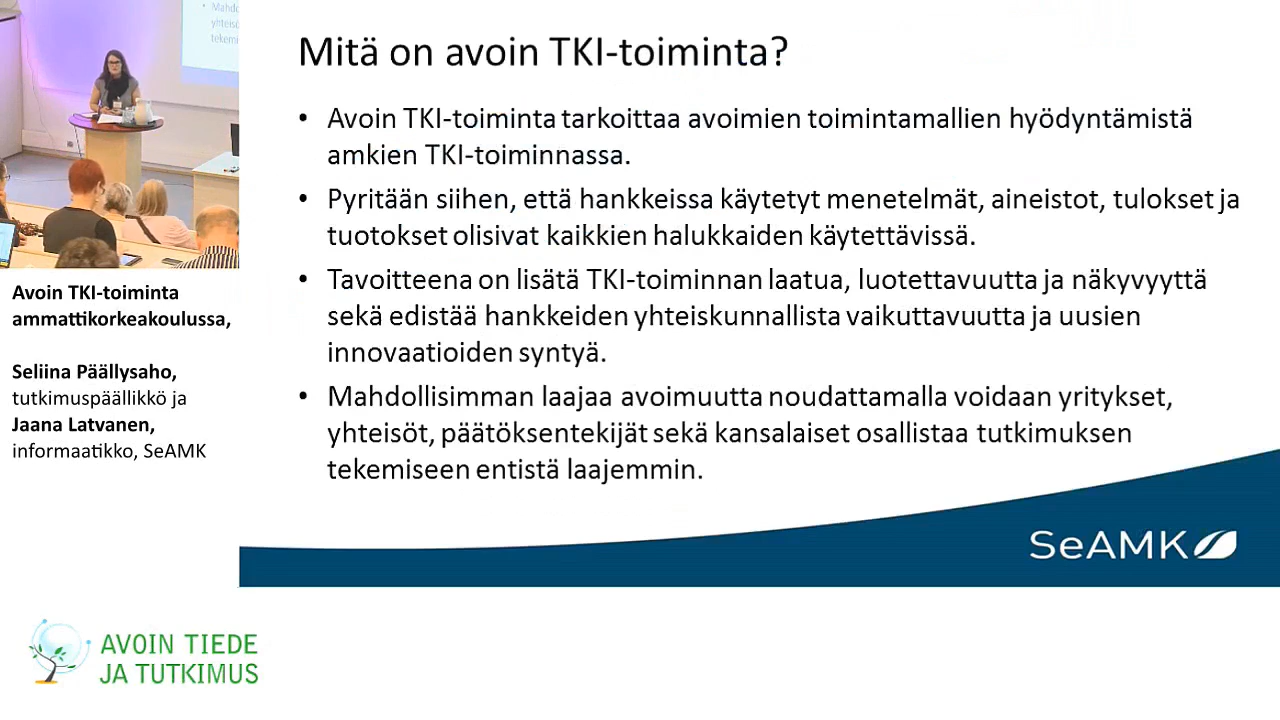 Mahdo
yhteisö
tekemi
Avoin TKI-toiminta
ammattikorkeakoulussa,
Seliina Päällysaho,
tutkimuspäällikkö ja
Jaana Latvanen,
informaatikko, SeAMK
Mitä on avoin TKI-toiminta?
• Avoin TKI-toiminta tarkoittaa avoimien toimintamallien hyödyntämistä
amkien TKI-toiminnassa.
• Pyritään siihen, että hankkeissa käytetyt menetelmät, aineistot, tulokset ja
tuotokset olisivat kaikkien halukkaiden käytettävissä.
• Tavoitteena on lisätä TKI-toiminnan laatua, luotettavuutta ja näkyvyyttä
sekä edistää hankkeiden yhteiskunnallista vaikuttavuutta ja uusien
innovaatioiden syntyä.
• Mahdollisimman laajaa avoimuutta noudattamalla voidaan yritykset,
yhteisöt, päätöksentekijät sekä kansalaiset osallistaa tutkimuksen
tekemiseen entistä laajemmin.
SeAMK
AVOIN TIEDE
JA TUTKIMUS